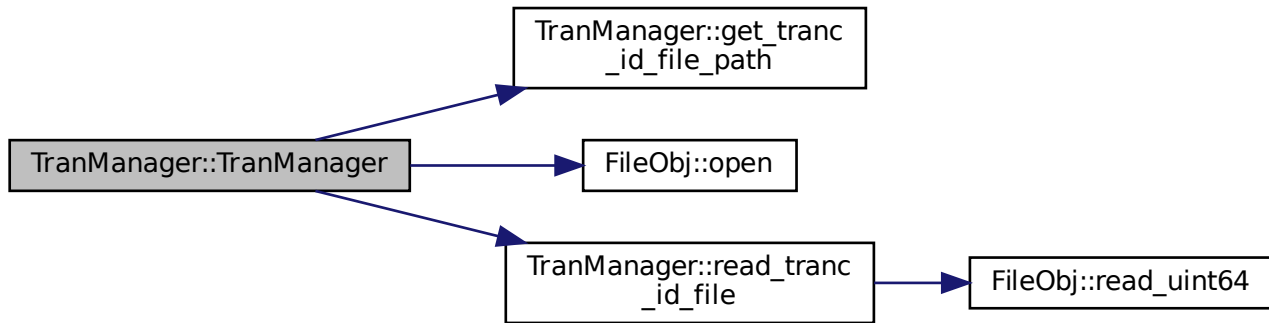 TranManager::get_tranc
_id_file_path
TranManager::TranManager
FileObj::open
TranManager::read_tranc
_id_file
FileObj::read_uint64